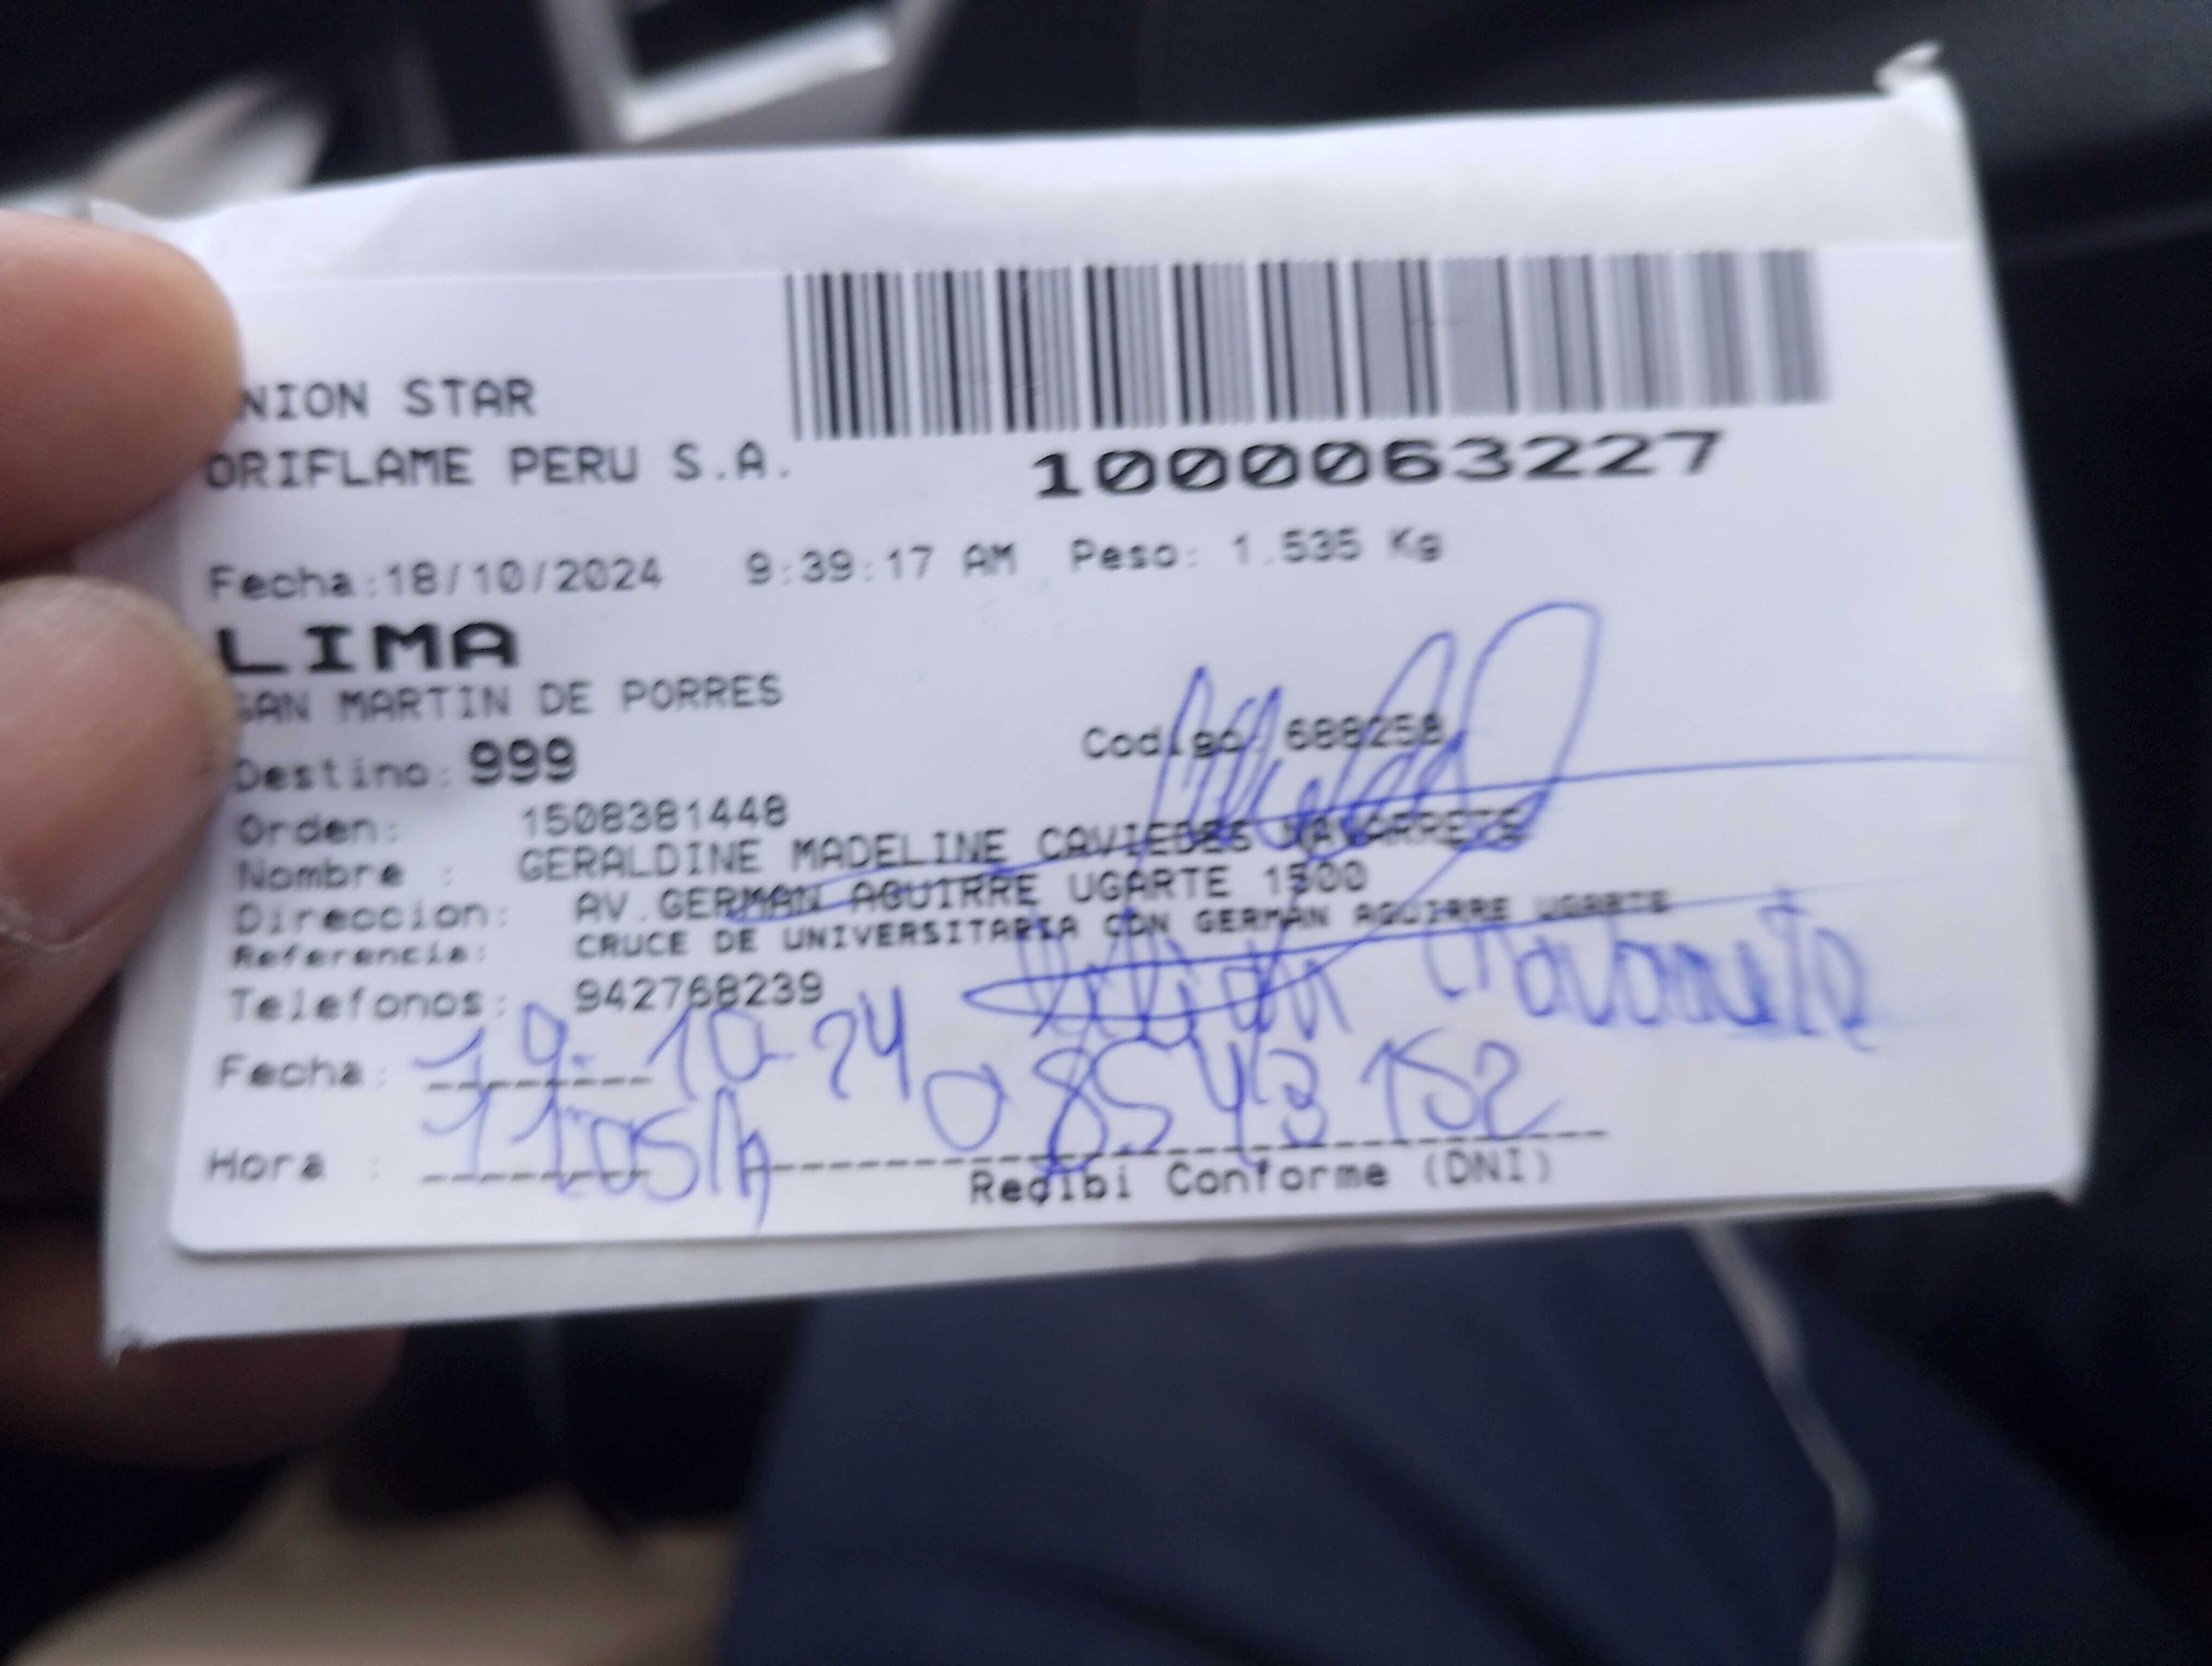 NION STAR
ORIFLAME PERU S.A.
1000063227
Fecha:18/10/2024 9:39:17 AM Peso: 1.535 Kg
LIMA
SAN MARTIN DE PORRES
Destino: 999 Codigo: 688258
Orden: 1508381448
Nombre : GERALDINE MADELINE CAVIEDES NAVARRETE
Direccion: AV.GERMAN AGUIRRE UGARTE 1500
Referencia: CRUCE DE UNIVERSITARIA CON GERMAN AGUIRRE UGARTE
Telefonos: 942768239
Navarrete
Fecha: 19-10-24 08543152
Hora : 11:05
Recibi Conforme (DNI)